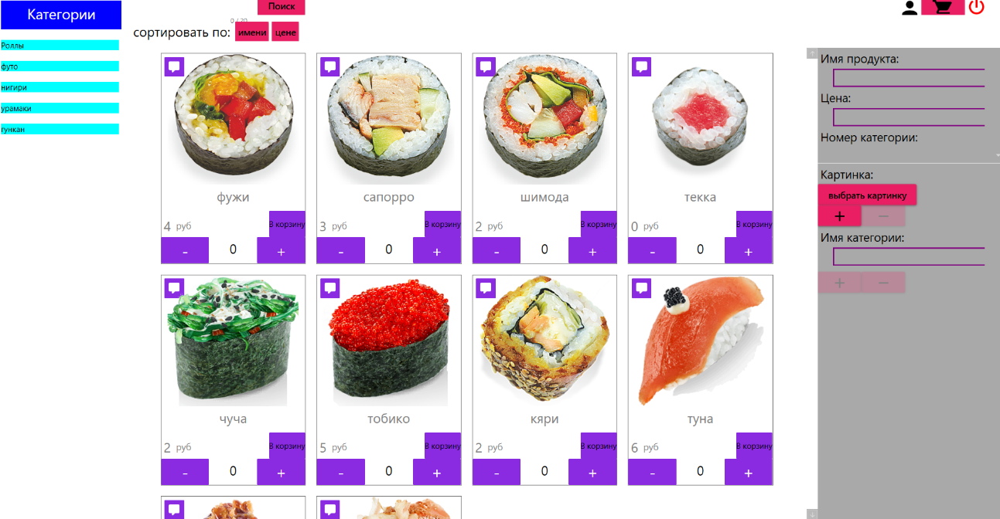 Категории
Поиск
0 / 20
сортировать по: имени цене
Роллы
футо
нигири
урамаки
гункан
фужи
4 руб
В корзину
- 0 +
сапорро
3 руб
В корзину
- 0 +
шимода
2 руб
В корзину
- 0 +
текка
0 руб
В корзину
- 0 +
чуча
2 руб
В корзину
- 0 +
тобико
5 руб
В корзину
- 0 +
кяри
2 руб
В корзину
- 0 +
туна
6 руб
В корзину
- 0 +
Имя продукта:
Цена:
Номер категории:
Картинка:
выбрать картинку
+ −
Имя категории:
+ −